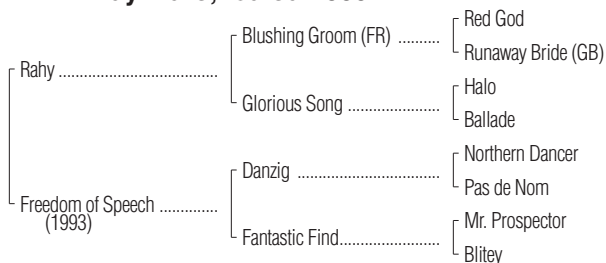 Blushing Groom (FR) ..........
Red God
Runaway Bride (GB)
Rahy ....................................
Glorious Song .......................
Halo
Ballade
Danzig ...................................
Northern Dancer
Pas de Nom
Freedom of Speech .............
(1993)
Fantastic Find.........................
Mr. Prospector
Blitey